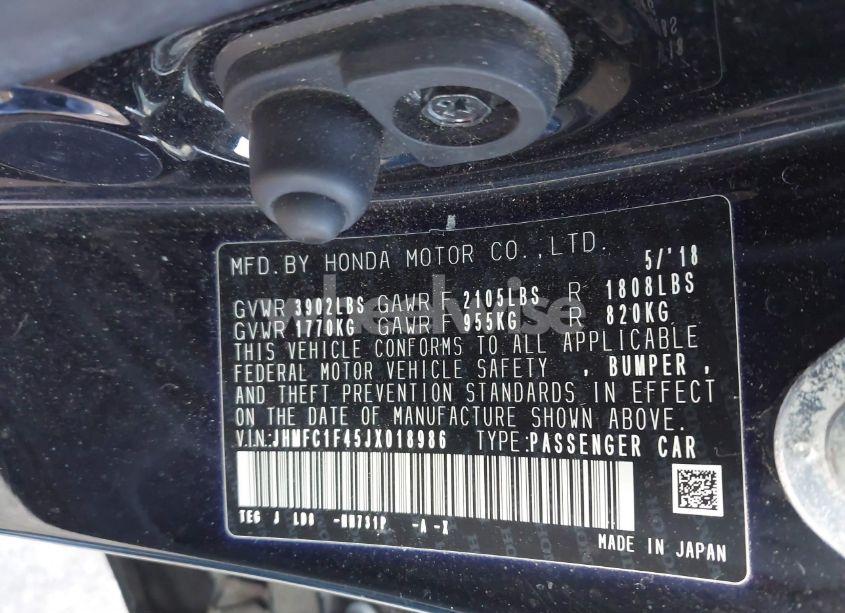 MFD.BY HONDA MOTOR CO.,LTD. 5/'18
GVWR 3902LBS GAWR F 2105LBS R 1808LBS
GVWR 1770KG GAWR F 955KG R 820KG
THIS VEHICLE CONFORMS TO ALL APPLICABLE
FEDERAL MOTOR VEHICLE SAFETY , BUMPER ,
AND THEFT PREVENTION STANDARDS IN EFFECT
ON THE DATE OF MANUFACTURE SHOWN ABOVE.
V.I.N:JHMFC1F45JX018986 TYPE:PASSENGER CAR
TEG J -A -X
MADE IN JAPAN
wheelwise